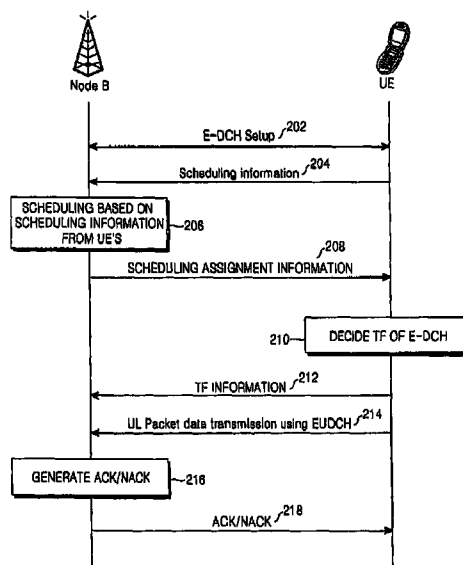 Node B
UE
E-DCH Setup 202
Scheduling information 204
SCHEDULING BASED ON
SCHEDULING INFORMATION
FROM UE'S
206
208
SCHEDULING ASSIGNMENT INFORMATION
210
DECIDE TF OF E-DCH
TF INFORMATION 212
UL Packet data transmission using EUDCH 214
GENERATE ACK/NACK
216
ACK/NACK 218